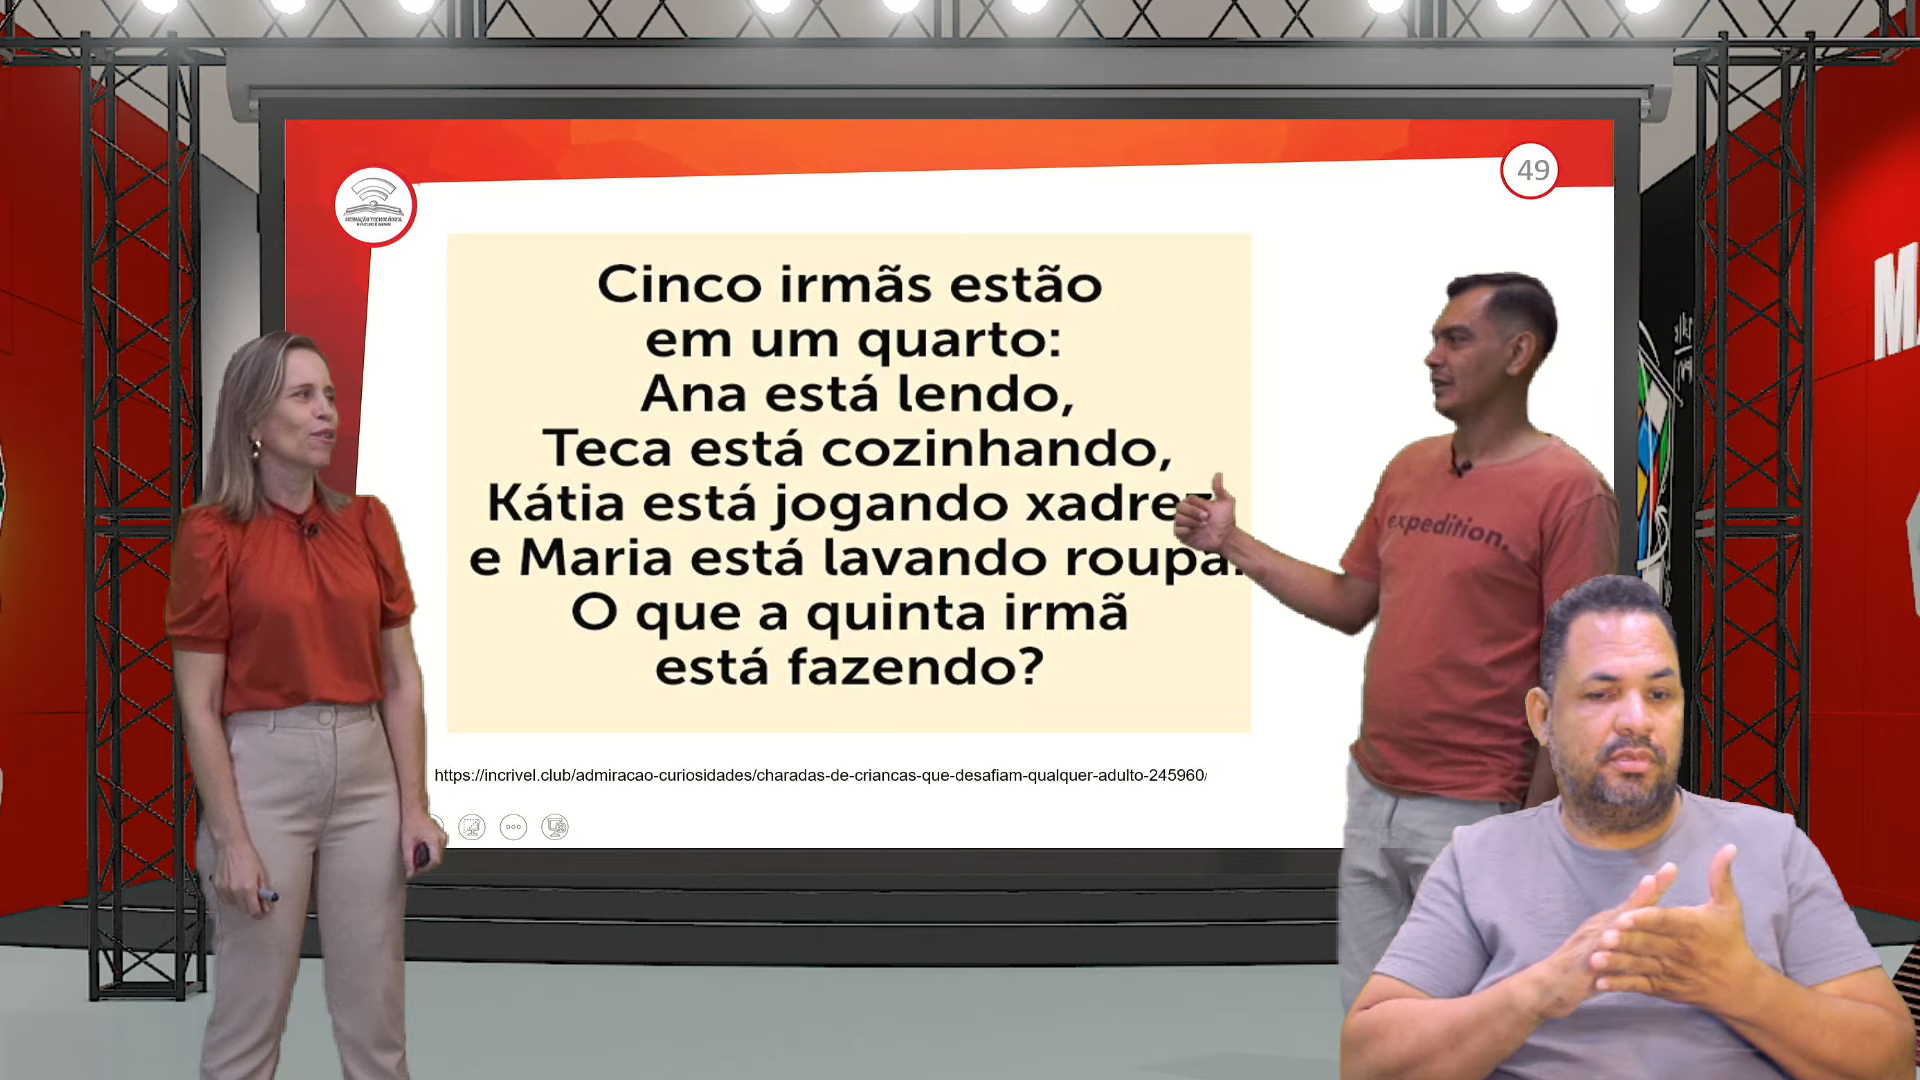 49
Cinco irmãs estão
em um quarto:
Ana está lendo,
Teca está cozinhando,
Kátia está jogando xadrez
e Maria está lavando roupa.
O que a quinta irmã
está fazendo?
https://incrivel.club/admiracao-curiosidades/charadas-de-criancas-que-desafiam-qualquer-adulto-245960/
expedition.